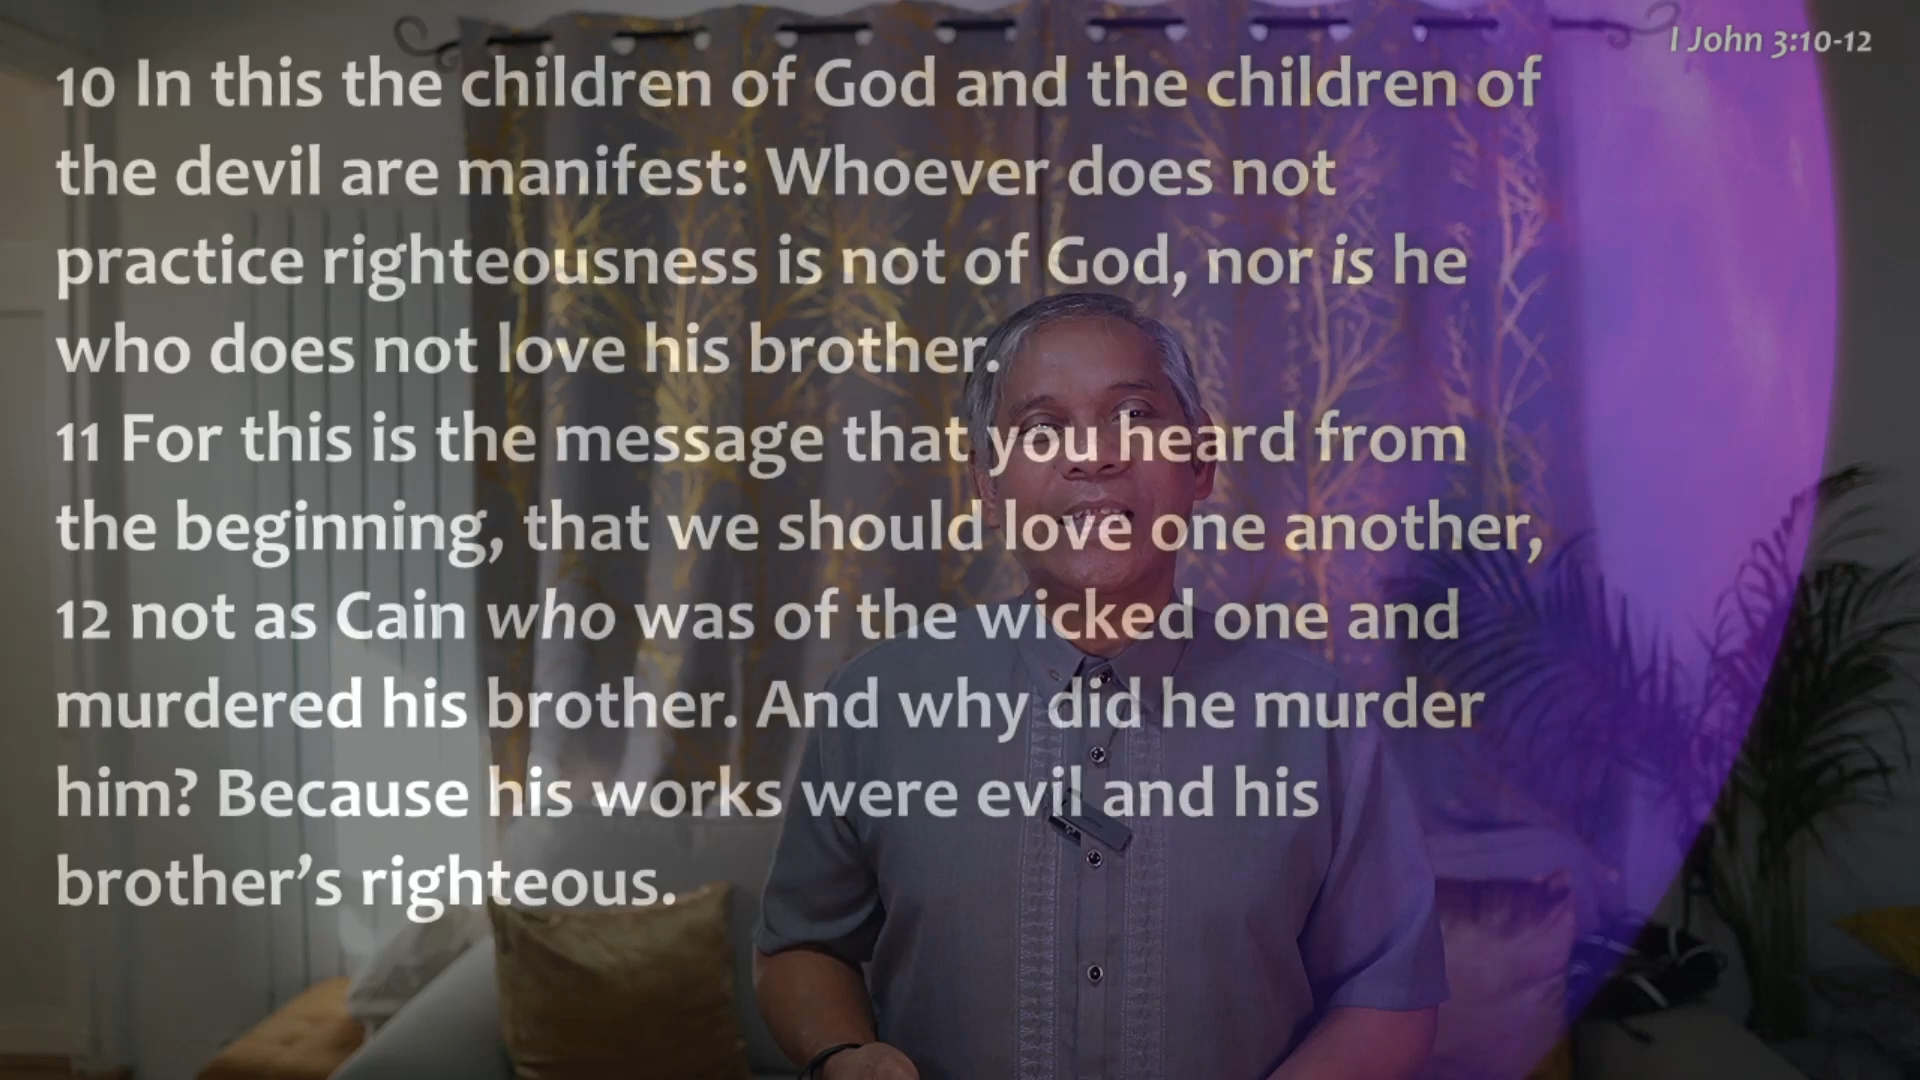 I John 3:10-12
10 In this the children of God and the children of
the devil are manifest: Whoever does not
practice righteousness is not of God, nor is he
who does not love his brother.
11 For this is the message that you heard from
the beginning, that we should love one another,
12 not as Cain who was of the wicked one and
murdered his brother. And why did he murder
him? Because his works were evil and his
brother’s righteous.